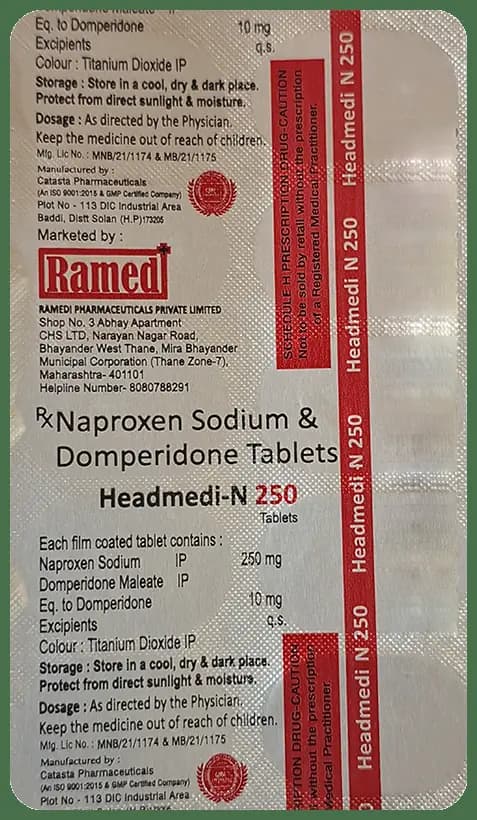 Eq. to Domperidone 10 mg
Excipients q.s.
Colour : Titanium Dioxide IP
Storage : Store in a cool, dry & dark place.
Protect from direct sunlight & moisture.
Dosage : As directed by the Physician.
Keep the medicine out of reach of children.
Mfg. Lic No. : MNB/21/1174 & MB/21/1175
Manufactured by :
Catasta Pharmaceuticals
(An ISO 9001:2015 & GMP Certified Company)
Plot No - 113 DIC Industrial Area
Baddi, Distt Solan (H.P)173205
Marketed by :
Ramedi
RAMEDI PHARMACEUTICALS PRIVATE LIMITED
Shop No. 3 Abhay Apartment
CHS LTD, Narayan Nagar Road,
Bhayander West Thane, Mira Bhayander
Municipal Corporation (Thane Zone-7),
Maharashtra- 401101
Helpline Number- 8080788291
Rx Naproxen Sodium &
Domperidone Tablets
Headmedi-N 250
Tablets
Each film coated tablet contains :
Naproxen Sodium IP 250 mg
Domperidone Maleate IP
Eq. to Domperidone 10 mg
Excipients q.s.
Colour : Titanium Dioxide IP
Storage : Store in a cool, dry & dark place.
Protect from direct sunlight & moisture.
Dosage : As directed by the Physician.
Keep the medicine out of reach of children.
Mfg. Lic No. : MNB/21/1174 & MB/21/1175
Manufactured by :
Catasta Pharmaceuticals
(An ISO 9001:2015 & GMP Certified Company)
Plot No - 113 DIC Industrial Area
SCHEDULE H PRESCRIPTION DRUG-CAUTION
Not to be sold by retail without the prescription
of a Registered Medical Practitioner.
IPTION DRUG-CAUTION
without the prescription
Medical Practitioner.
Headmedi N 250
Headmedi N 250
Headmedi N 250
Headmedi N 250